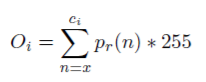 $O_i = \sum_{n=x}^{c_i} p_r(n) * 255$